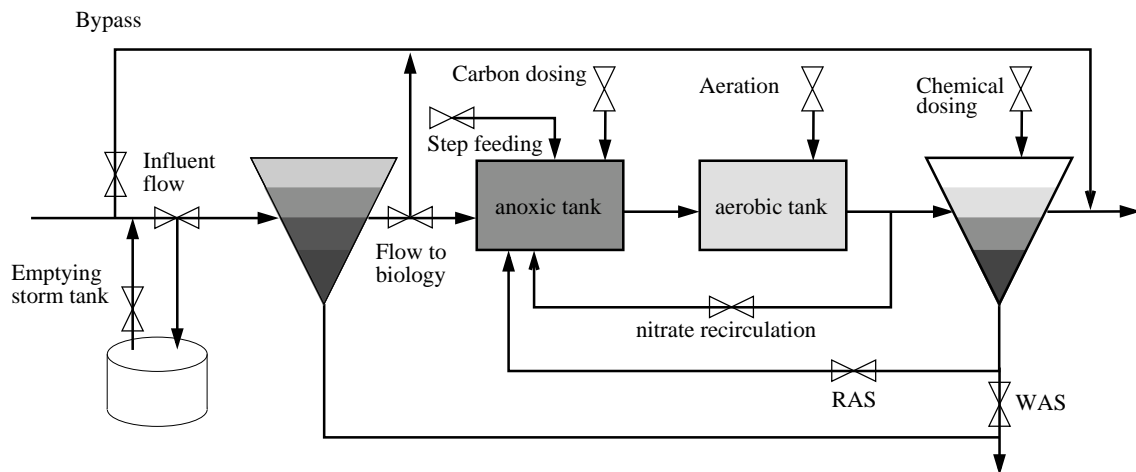 Bypass
Carbon dosing
Aeration
Chemical
dosing
Step feeding
Influent
flow
anoxic tank
aerobic tank
Flow to
biology
Emptying
storm tank
nitrate recirculation
RAS
WAS